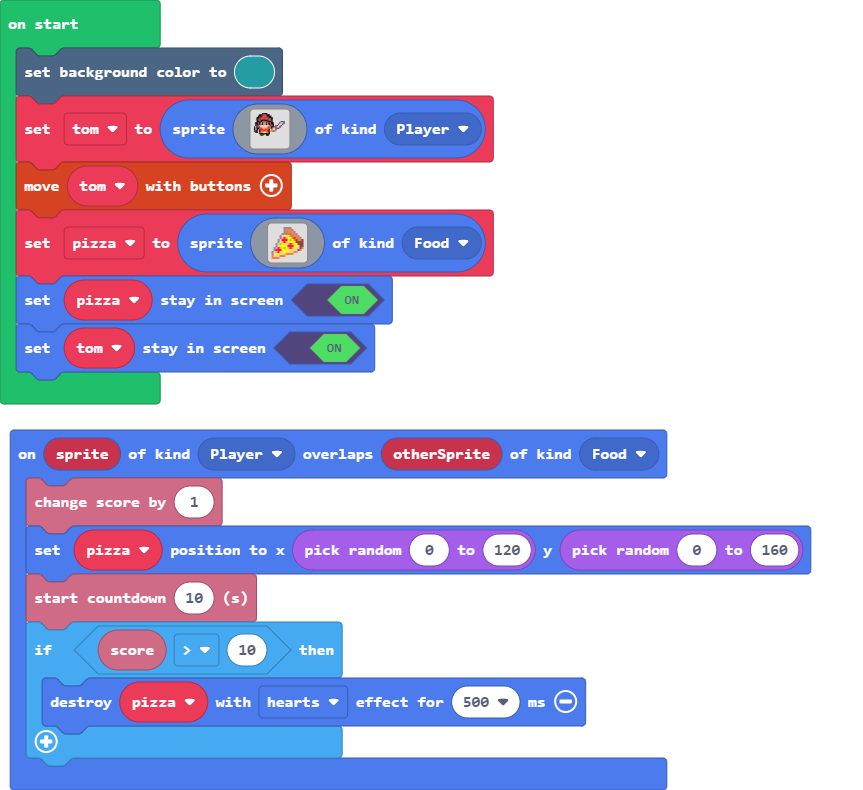 on start
set background color to
set tom to sprite of kind Player
move tom with buttons
set pizza to sprite of kind Food
set pizza stay in screen ON
set tom stay in screen ON
on sprite of kind Player overlaps otherSprite of kind Food
change score by 1
set pizza position to x pick random 0 to 120 y pick random 0 to 160
start countdown 10 (s)
if score > 10 then
destroy pizza with hearts effect for 500 ms